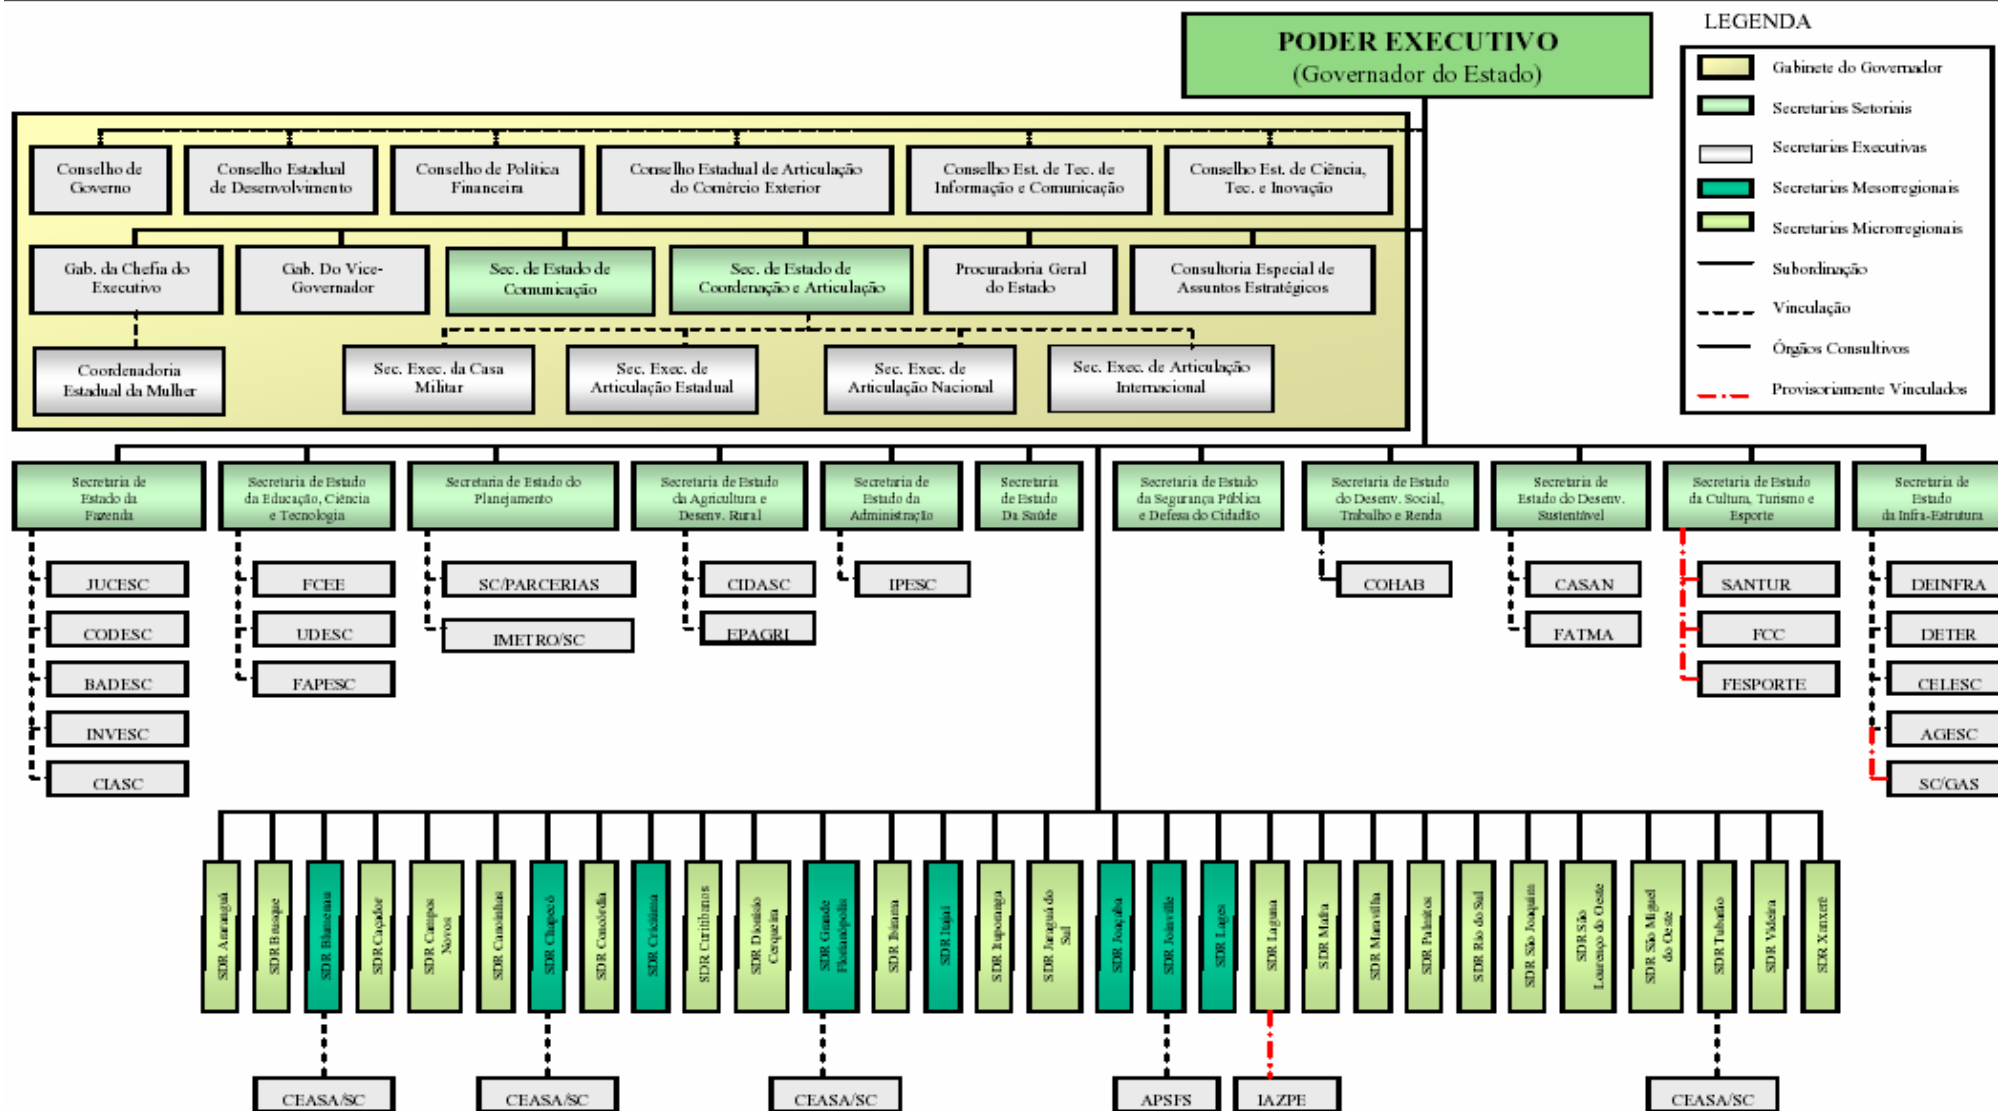 PODER EXECUTIVO
(Governador do Estado)
LEGENDA
Gabinete do Governador
Secretarias Setoriais
Secretarias Executivas
Secretarias Mesorregionais
Secretarias Microrregionais
Subordinação
Vinculação
Órgãos Consultivos
Provisoriamente Vinculados
Conselho de
Governo
Conselho Estadual
de Desenvolvimento
Conselho de Política
Financeira
Conselho Estadual de Articulação
do Comércio Exterior
Conselho Est. de Tec. de
Informação e Comunicação
Conselho Est. de Ciência,
Tec. e Inovação
Gab. da Chefia do
Executivo
Gab. Do Vice-
Governador
Sec. de Estado de
Comunicação
Sec. de Estado de
Coordenação e Articulação
Procuradoria Geral
do Estado
Consultoria Especial de
Assuntos Estratégicos
Coordenadoria
Estadual da Mulher
Sec. Exec. da Casa
Militar
Sec. Exec. de
Articulação Estadual
Sec. Exec. de
Articulação Nacional
Sec. Exec. de Articulação
Internacional
Secretaria de
Estado da
Fazenda
Secretaria de Estado
da Educação, Ciência
e Tecnologia
Secretaria de Estado do
Planejamento
Secretaria de Estado
da Agricultura e
Desenv. Rural
Secretaria de
Estado da
Administração
Secretaria
de Estado
Da Saúde
Secretaria de Estado
da Segurança Pública
e Defesa do Cidadão
Secretaria de Estado
do Desenv. Social,
Trabalho e Renda
Secretaria de
Estado do Desenv.
Sustentável
Secretaria de Estado
da Cultura, Turismo e
Esporte
Secretaria de
Estado
da Infra-Estrutura
JUCESC
CODESC
BADESC
INVESC
CIASC
FCEE
UDESC
FAPESC
SC/PARCERIAS
IMETRO/SC
CIDASC
EPAGRI
IPESC
COHAB
CASAN
FATMA
SANTUR
FCC
FESPORTE
DEINFRA
DETER
CELESC
AGESC
SC/GAS
SDR Araranguá
SDR Brusque
SDR Blumenau
SDR Caçador
SDR Campos
Novos
SDR Canoinhas
SDR Chapecó
SDR Concórdia
SDR Criciúma
SDR Curitibanos
SDR Dionísio
Cerqueira
SDR Grande
Florianópolis
SDR Ibirama
SDR Itajaí
SDR Ituporanga
SDR Jaraguá do
Sul
SDR Joaçaba
SDR Joinville
SDR Lages
SDR Laguna
SDR Mafra
SDR Maravilha
SDR Palmitos
SDR Rio do Sul
SDR São Joaquim
SDR São
Lourenço do Oeste
SDR São Miguel
do Oeste
SDR Tubarão
SDR Videira
SDR Xanxerê
CEASA/SC
CEASA/SC
CEASA/SC
APSFS
IAZPE
CEASA/SC